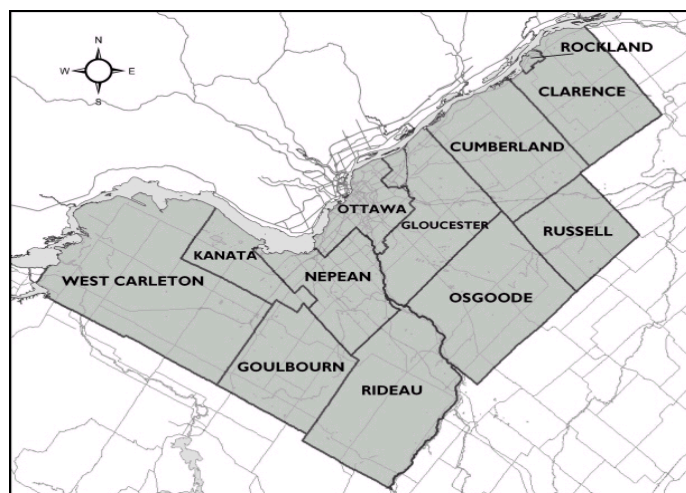 N
W E
S
ROCKLAND
CLARENCE
CUMBERLAND
OTTAWA
GLOUCESTER
RUSSELL
KANATA
NEPEAN
WEST CARLETON
OSGOODE
GOULBOURN
RIDEAU